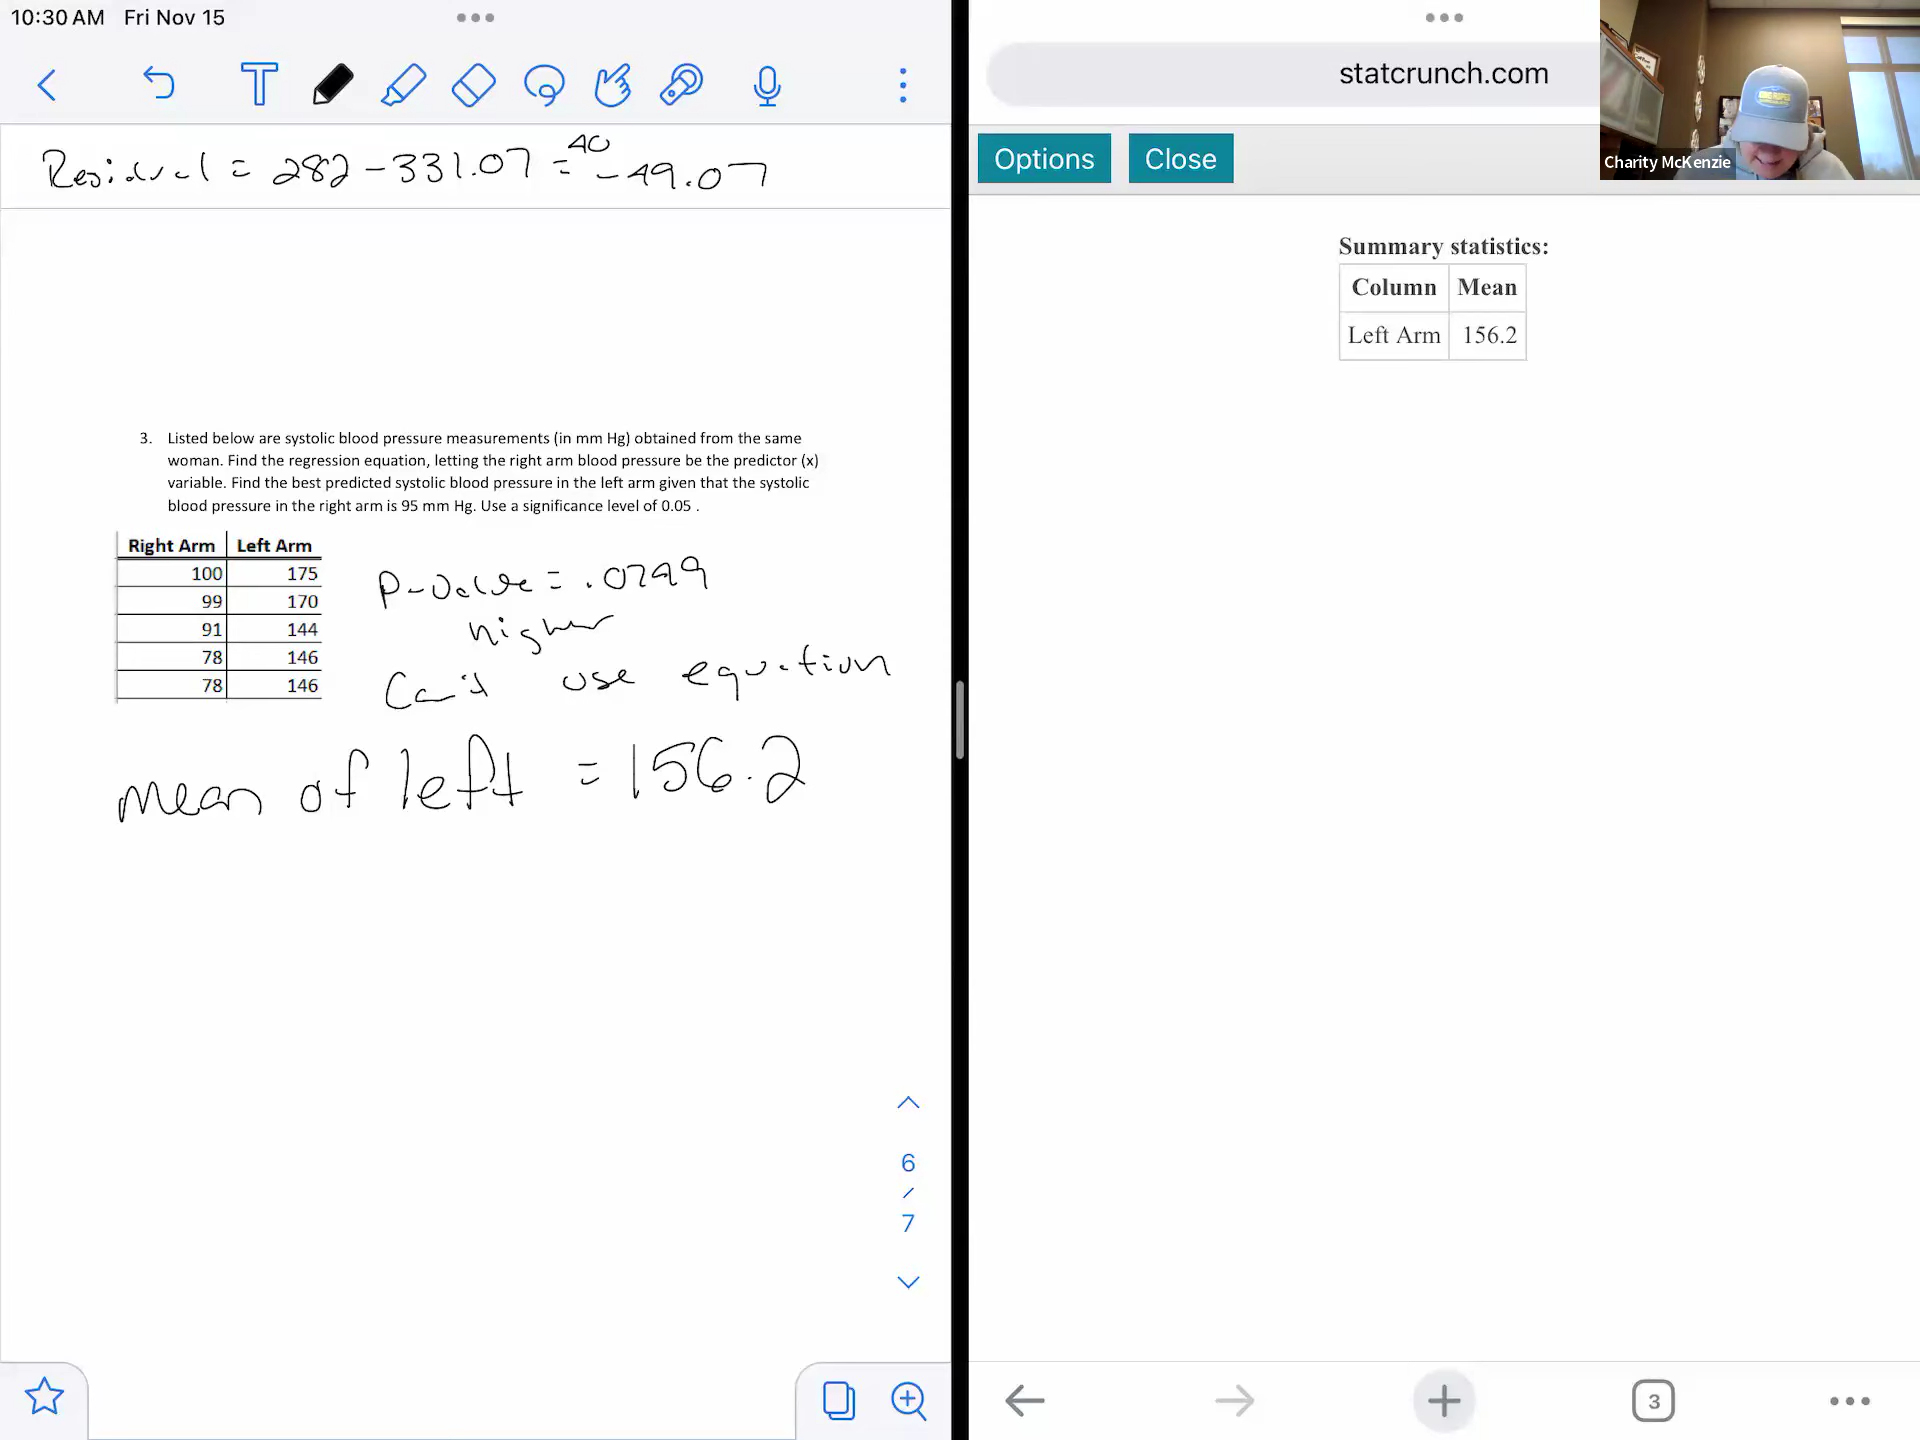 10:30 AM Fri Nov 15
statcrunch.com
Charity McKenzie
Options Close
Residual = 282 - 331.07 = -49.07
40
Summary statistics:
Column Mean
Left Arm 156.2
3. Listed below are systolic blood pressure measurements (in mm Hg) obtained from the same
woman. Find the regression equation, letting the right arm blood pressure be the predictor (x)
variable. Find the best predicted systolic blood pressure in the left arm given that the systolic
blood pressure in the right arm is 95 mm Hg. Use a significance level of 0.05 .
Right Arm Left Arm
100 175
99 170
91 144
78 146
78 146
P-value = .0799
higher
Can't use equation
mean of left = 156.2
6
/
7
3